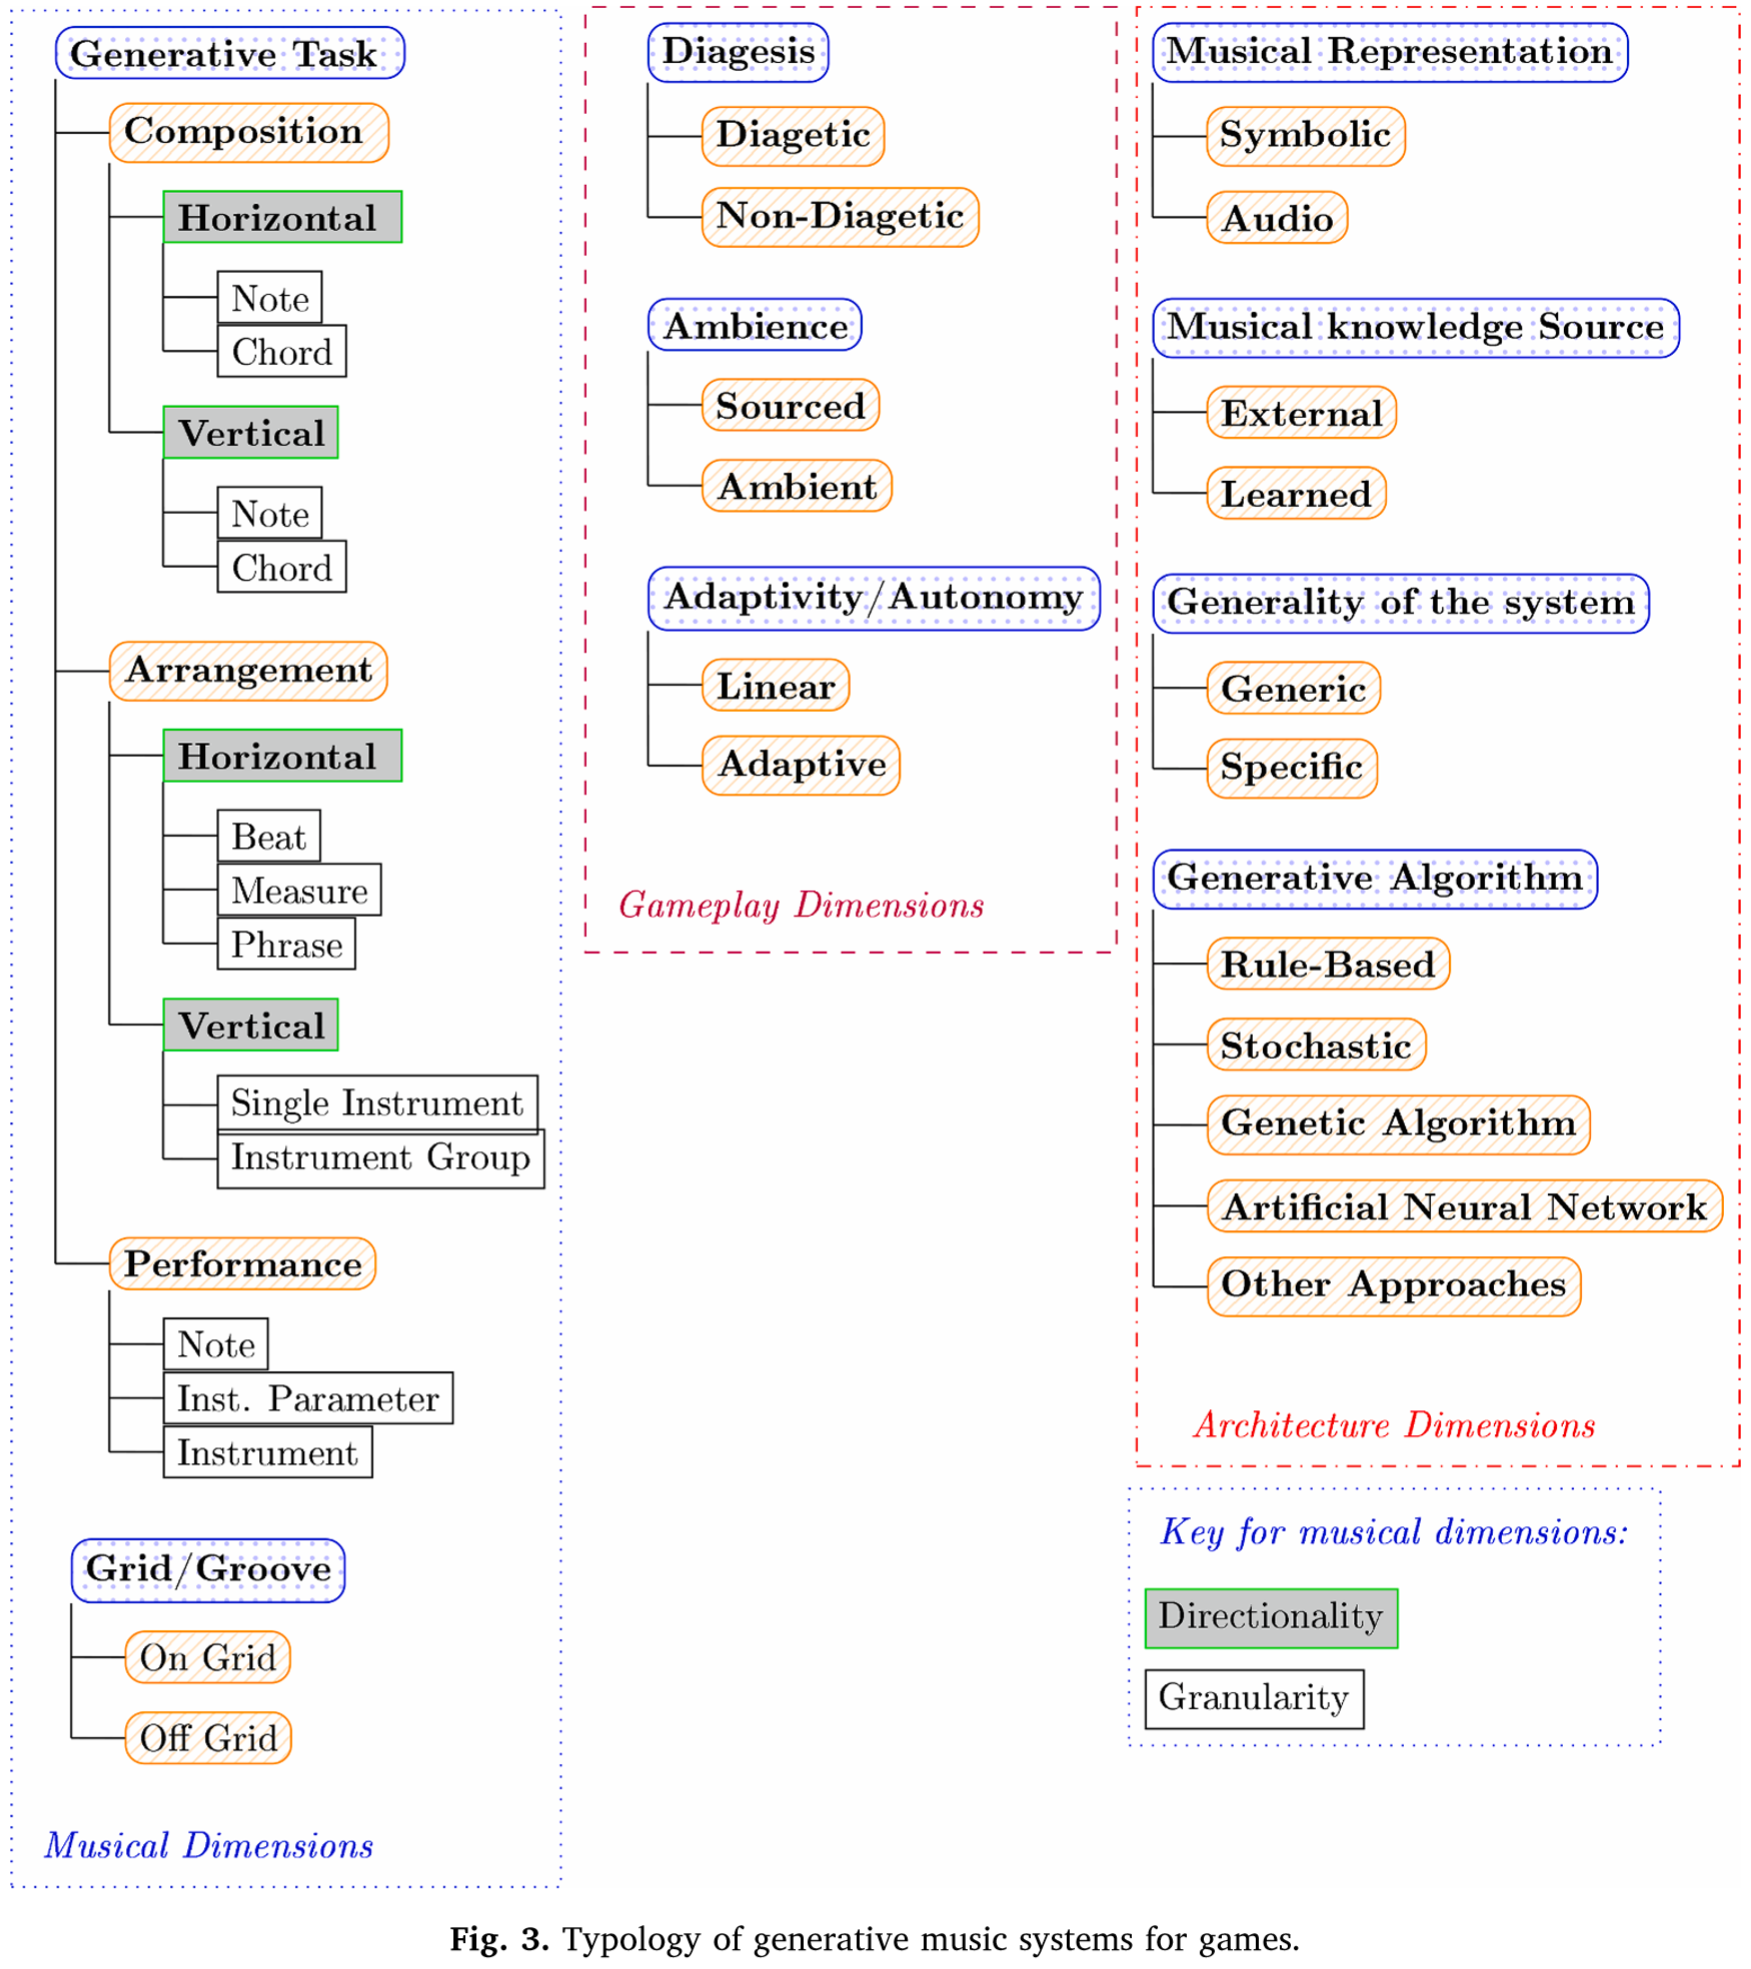 Generative Task
Composition
Horizontal
Note
Chord
Vertical
Note
Chord
Arrangement
Horizontal
Beat
Measure
Phrase
Vertical
Single Instrument
Instrument Group
Performance
Note
Inst. Parameter
Instrument
Grid/Groove
On Grid
Off Grid
Musical Dimensions
Diagesis
Diagetic
Non-Diagetic
Ambience
Sourced
Ambient
Adaptivity/Autonomy
Linear
Adaptive
Gameplay Dimensions
Musical Representation
Symbolic
Audio
Musical knowledge Source
External
Learned
Generality of the system
Generic
Specific
Generative Algorithm
Rule-Based
Stochastic
Genetic Algorithm
Artificial Neural Network
Other Approaches
Architecture Dimensions
Key for musical dimensions:
Directionality
Granularity
Fig. 3. Typology of generative music systems for games.